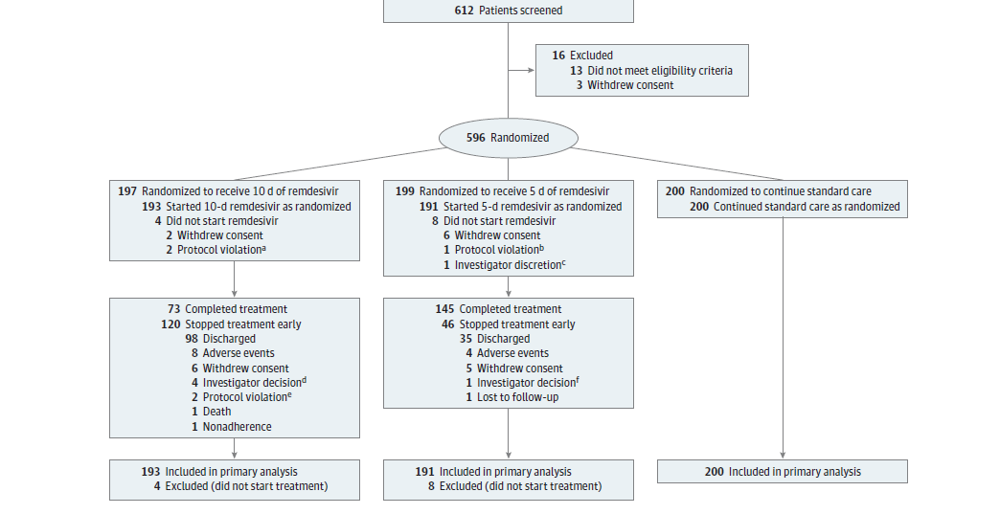 612 Patients screened
16 Excluded
13 Did not meet eligibility criteria
3 Withdrew consent
596 Randomized
197 Randomized to receive 10 d of remdesivir
193 Started 10-d remdesivir as randomized
4 Did not start remdesivir
2 Withdrew consent
2 Protocol violationa
199 Randomized to receive 5 d of remdesivir
191 Started 5-d remdesivir as randomized
8 Did not start remdesivir
6 Withdrew consent
1 Protocol violationb
1 Investigator discretionc
200 Randomized to continue standard care
200 Continued standard care as randomized
73 Completed treatment
120 Stopped treatment early
98 Discharged
8 Adverse events
6 Withdrew consent
4 Investigator decisiond
2 Protocol violatione
1 Death
1 Nonadherence
145 Completed treatment
46 Stopped treatment early
35 Discharged
4 Adverse events
5 Withdrew consent
1 Investigator decisionf
1 Lost to follow-up
193 Included in primary analysis
4 Excluded (did not start treatment)
191 Included in primary analysis
8 Excluded (did not start treatment)
200 Included in primary analysis